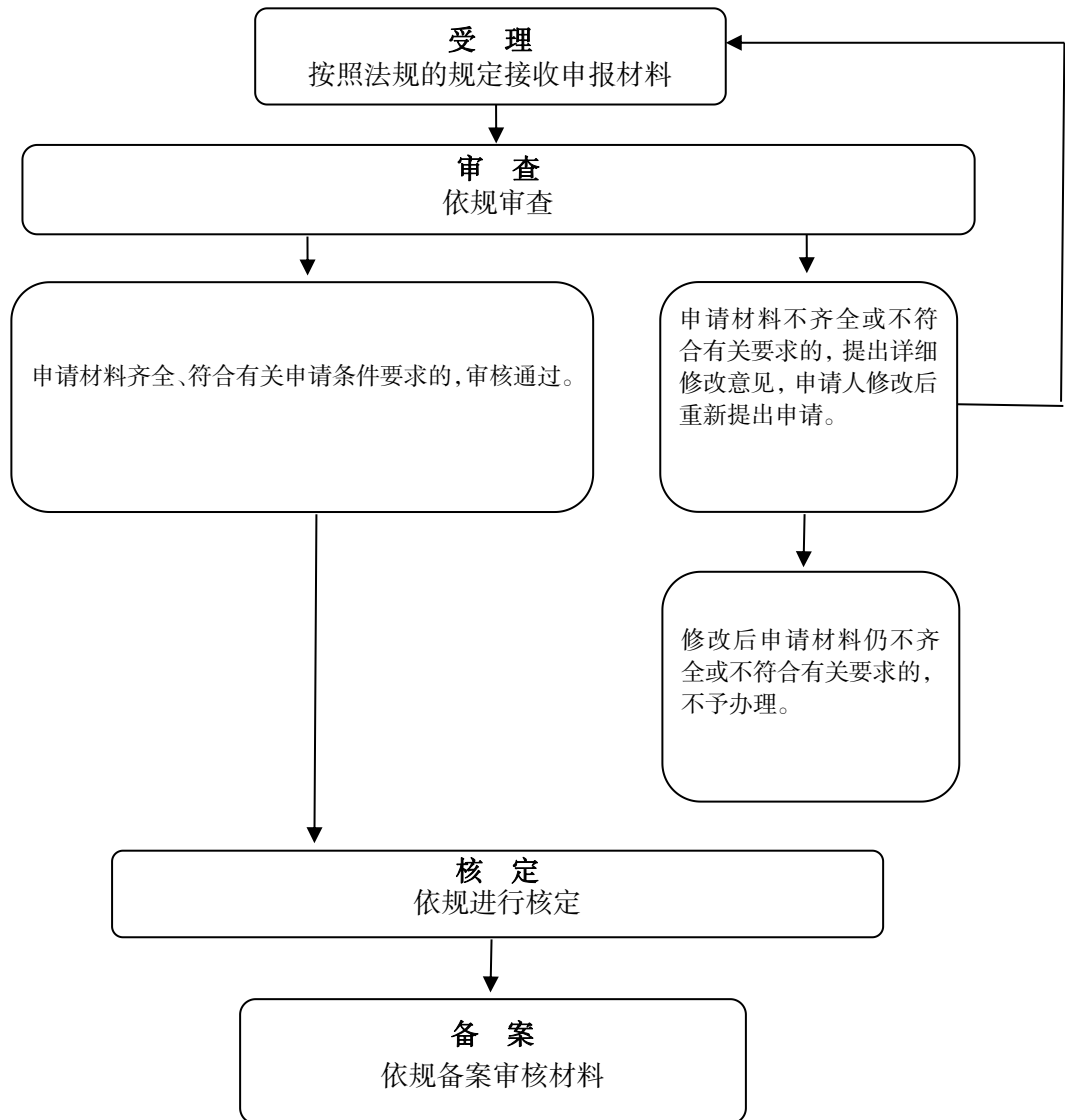 受　理
按照法规的规定接收申报材料
审　查
依规审查
申请材料齐全、符合有关申请条件要求的，审核通过。
申请材料不齐全或不符
合有关要求的，提出详细
修改意见，申请人修改后
重新提出申请。
修改后申请材料仍不齐
全或不符合有关要求的，
不予办理。
核　定
依规进行核定
备　案
依规备案审核材料